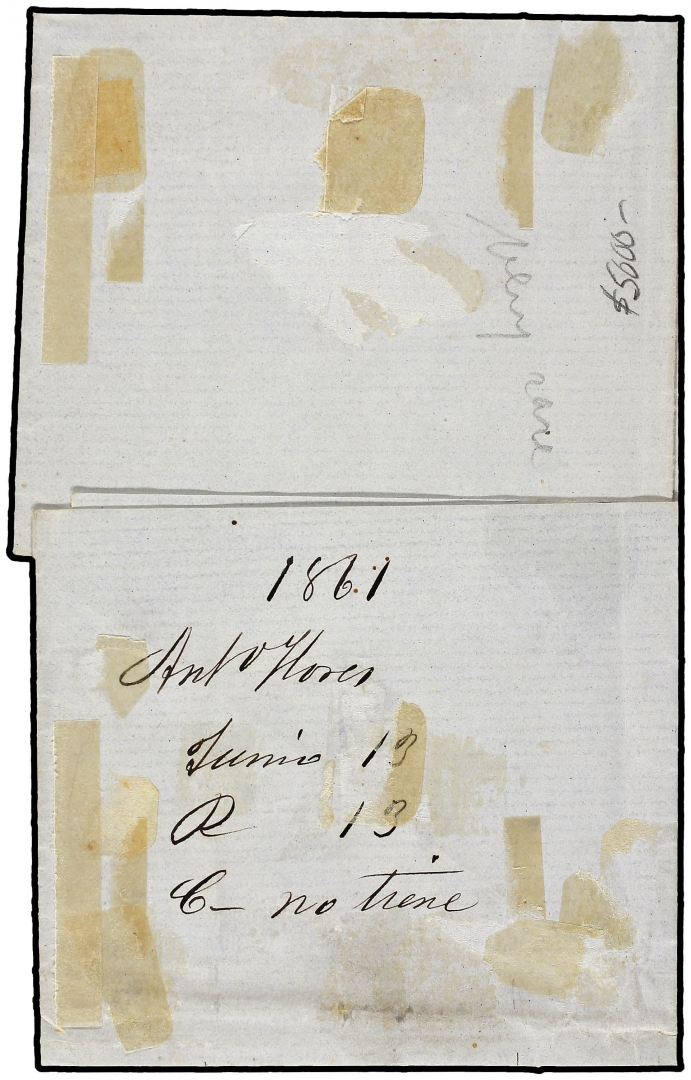 very rare
$5600-
1861
Anto Flores
Junio 13
R 13
C- no tiene